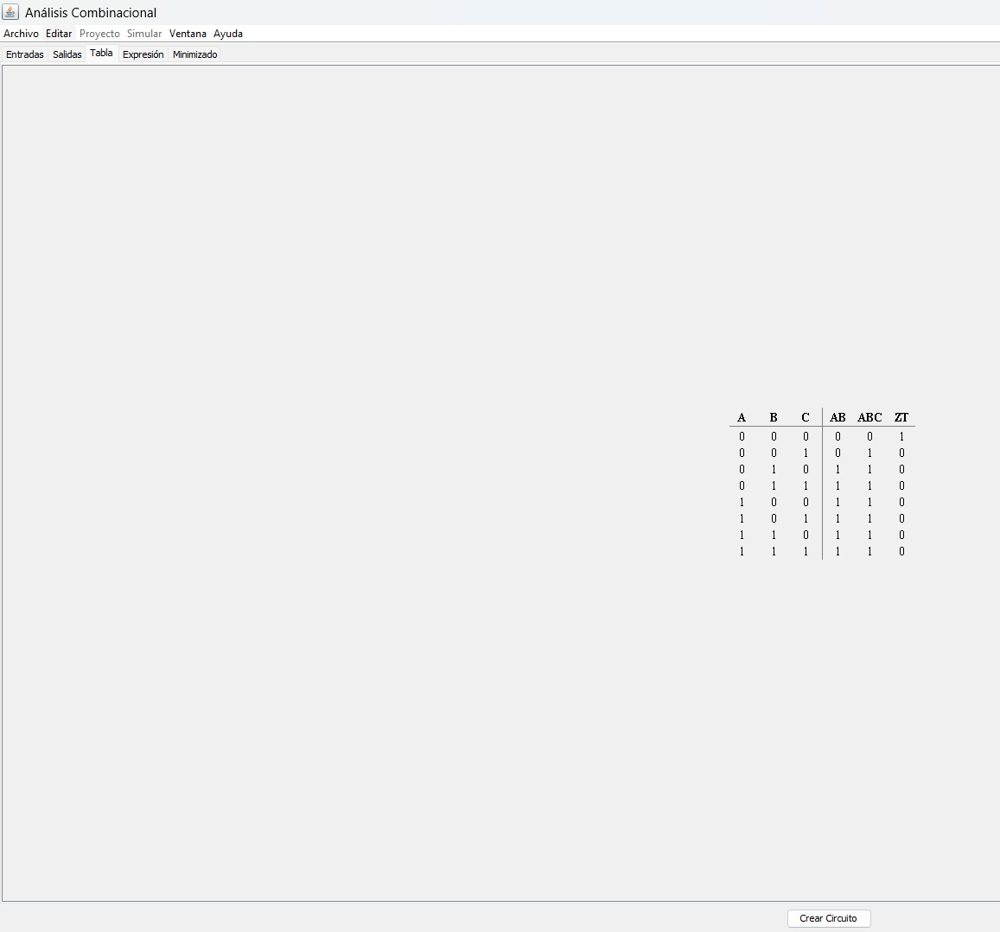 Análisis Combinacional
Archivo Editar Proyecto Simular Ventana Ayuda
Entradas Salidas Tabla Expresión Minimizado
A B C AB ABC ZT
0 0 0 0 0 1
0 0 1 0 1 0
0 1 0 1 1 0
0 1 1 1 1 0
1 0 0 1 1 0
1 0 1 1 1 0
1 1 0 1 1 0
1 1 1 1 1 0
Crear Circuito